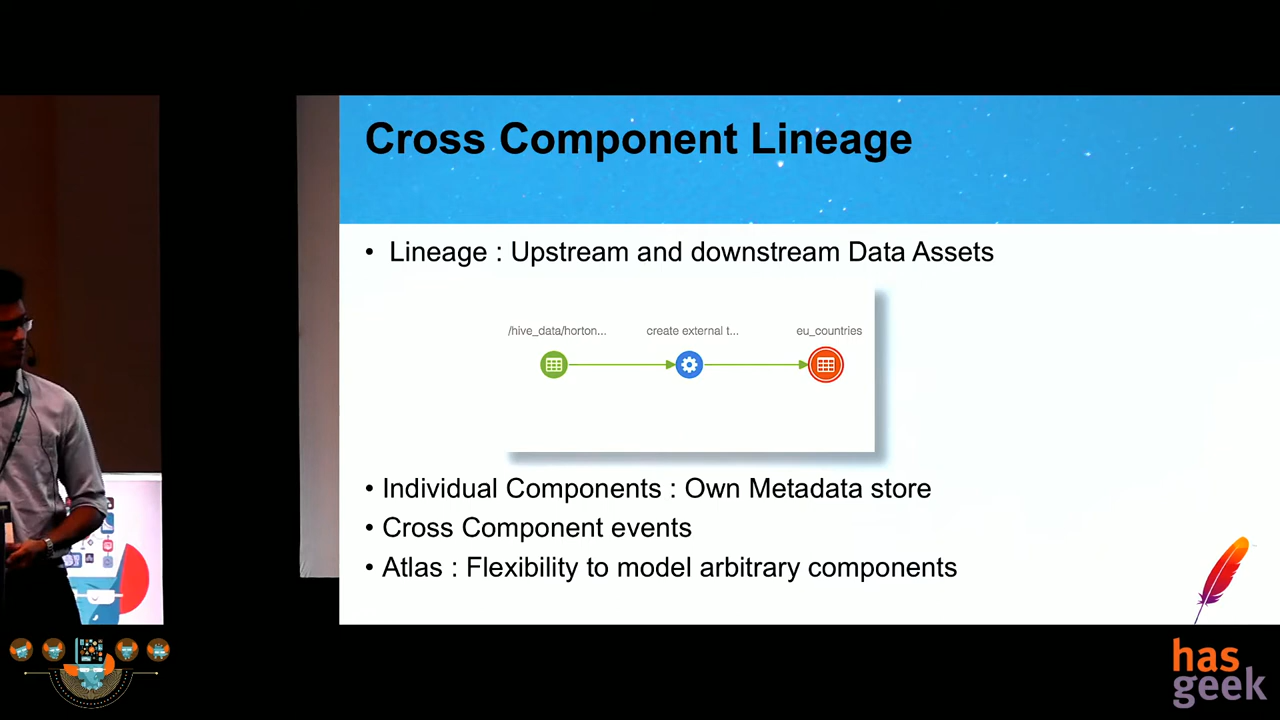 Cross Component Lineage
• Lineage : Upstream and downstream Data Assets
/hive_data/horton...
create external t...
eu_countries
• Individual Components : Own Metadata store
• Cross Component events
• Atlas : Flexibility to model arbitrary components
has
geek